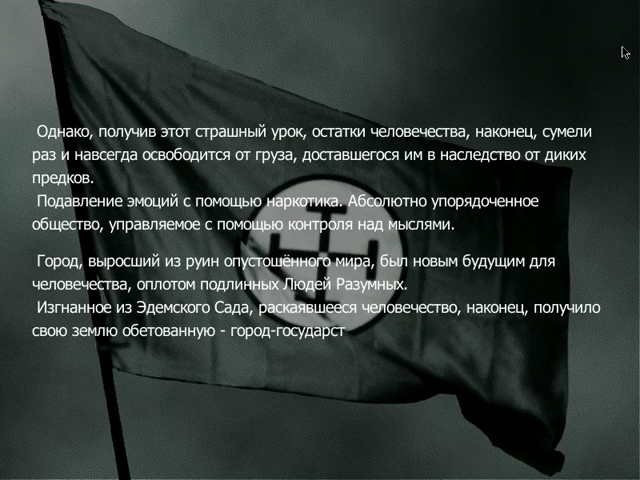 Однако, получив этот страшный урок, остатки человечества, наконец, сумели
раз и навсегда освободится от груза, доставшегося им в наследство от диких
предков.
Подавление эмоций с помощью наркотика. Абсолютно упорядоченное
общество, управляемое с помощью контроля над мыслями.
Город, выросший из руин опустошённого мира, был новым будущим для
человечества, оплотом подлинных Людей Разумных.
Изгнанное из Эдемского Сада, раскаявшееся человечество, наконец, получило
свою землю обетованную - город-государст